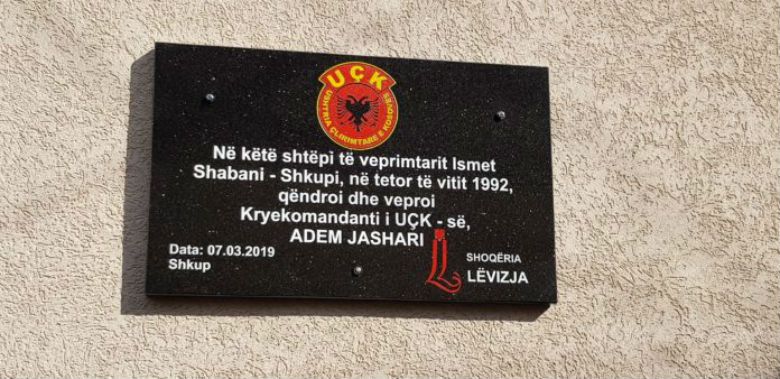 UÇK
USHTRIA ÇLIRIMTARE E KOSOVËS
Në këtë shtëpi të veprimtarit Ismet
Shabani - Shkupi, në tetor të vitit 1992,
qëndroi dhe veproi
Kryekomandanti i UÇK - së,
ADEM JASHARI
Data: 07.03.2019
Shkup
SHOQËRIA
LËVIZJA